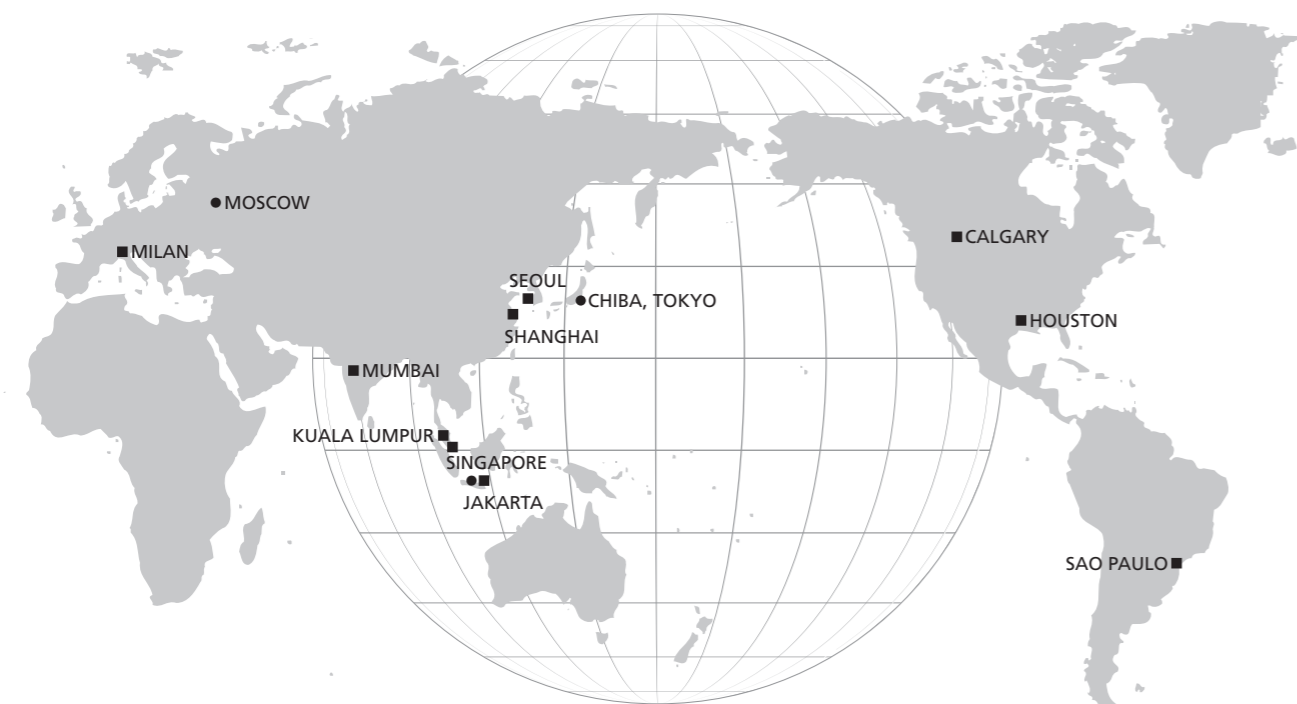 MOSCOW
MILAN
CALGARY
SEOUL
CHIBA, TOKYO
HOUSTON
SHANGHAI
MUMBAI
KUALA LUMPUR
SINGAPORE
JAKARTA
SAO PAULO